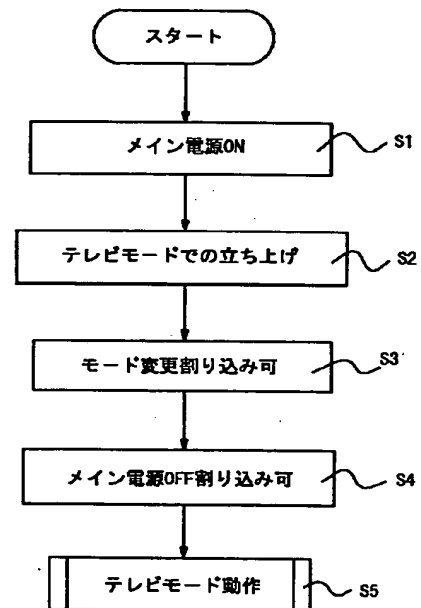 スタート
メイン電源ON
S1
テレビモードでの立ち上げ
S2
モード変更割り込み可
S3
メイン電源OFF割り込み可
S4
テレビモード動作
S5